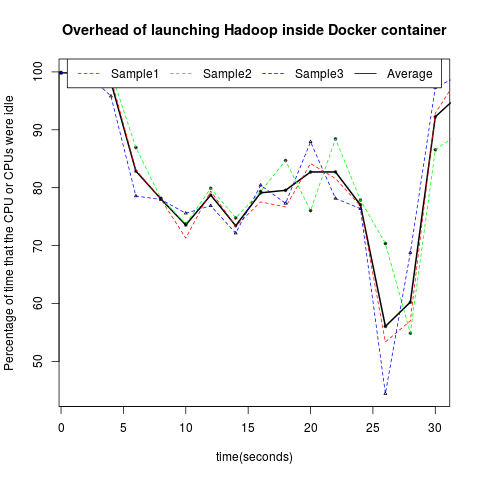 Overhead of launching Hadoop inside Docker container
Sample1 Sample2 Sample3 Average
Percentage of time that the CPU or CPUs were idle
100
90
80
70
60
50
0 5 10 15 20 25 30
time(seconds)